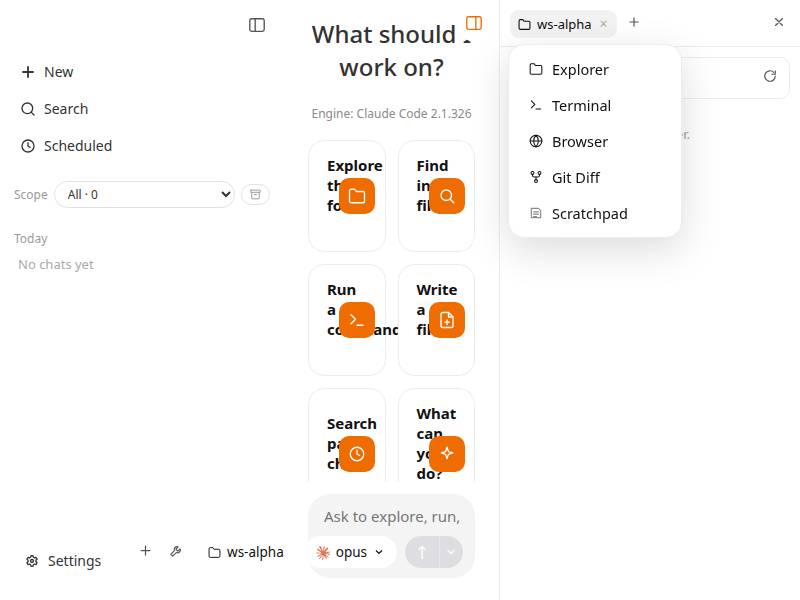 New
Search
Scheduled
Scope
All · 0
Today
No chats yet
Settings
ws-alpha
What should
work on?
Engine: Claude Code 2.1.326
Explore
Find
Run
a
Write
a
Search
What
can
do?
Ask to explore, run,
opus
ws-alpha
Explorer
Terminal
Browser
Git Diff
Scratchpad